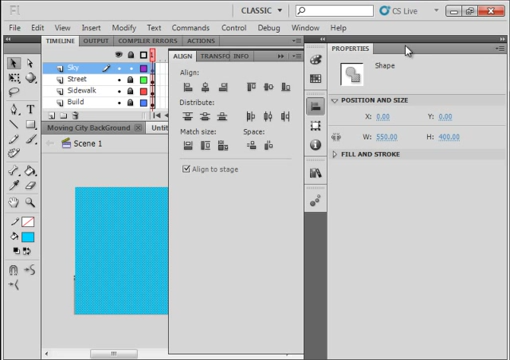 Fl
CLASSIC
CS Live
File Edit View Insert Modify Text Commands Control Debug Window Help
TIMELINE OUTPUT COMPILER ERRORS ACTIONS
Sky
Street
Sidewalk
Build
1
Moving City BackGround
Scene 1
ALIGN TRANSFO INFO
Align:
Distribute:
Match size:
Space:
Align to stage
PROPERTIES
Shape
POSITION AND SIZE
X: 0.00 Y: 0.00
W: 550.00 H: 400.00
FILL AND STROKE